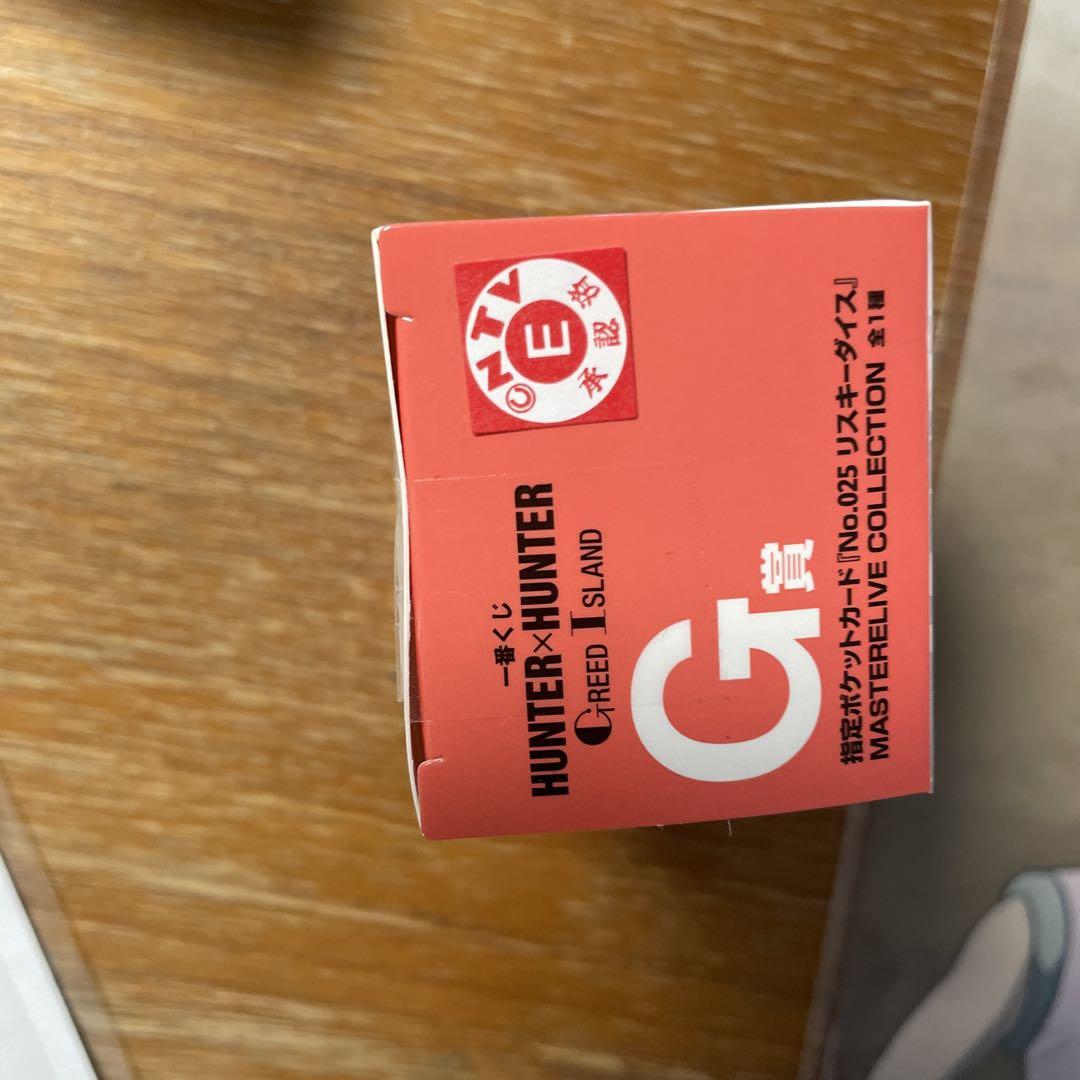 一番くじ
HUNTER×HUNTER
GREED ISLAND
G賞
指定ポケットカード『No.025 リスキーダイス』
MASTERELIVE COLLECTION 全1種
©NTV
E
承認